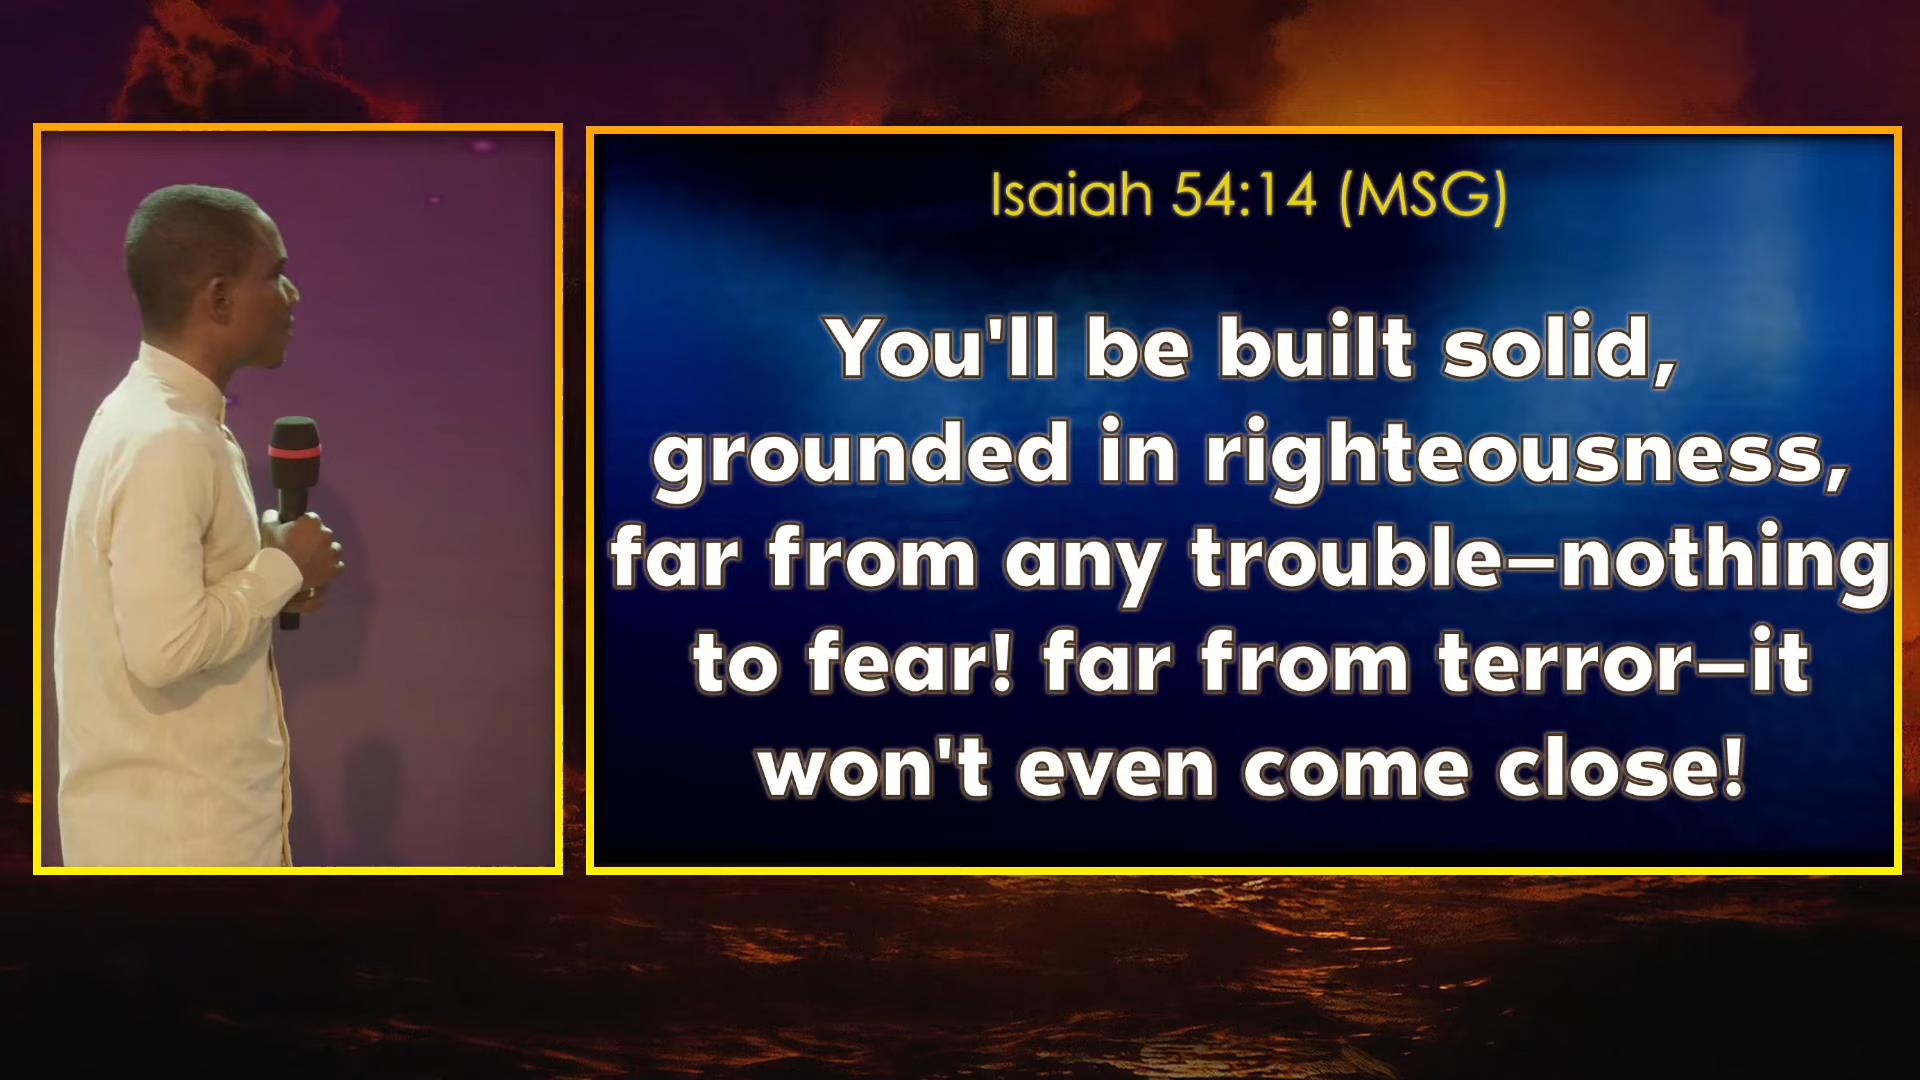 Isaiah 54:14 (MSG)
You'll be built solid,
grounded in righteousness,
far from any trouble—nothing
to fear! far from terror—it
won't even come close!